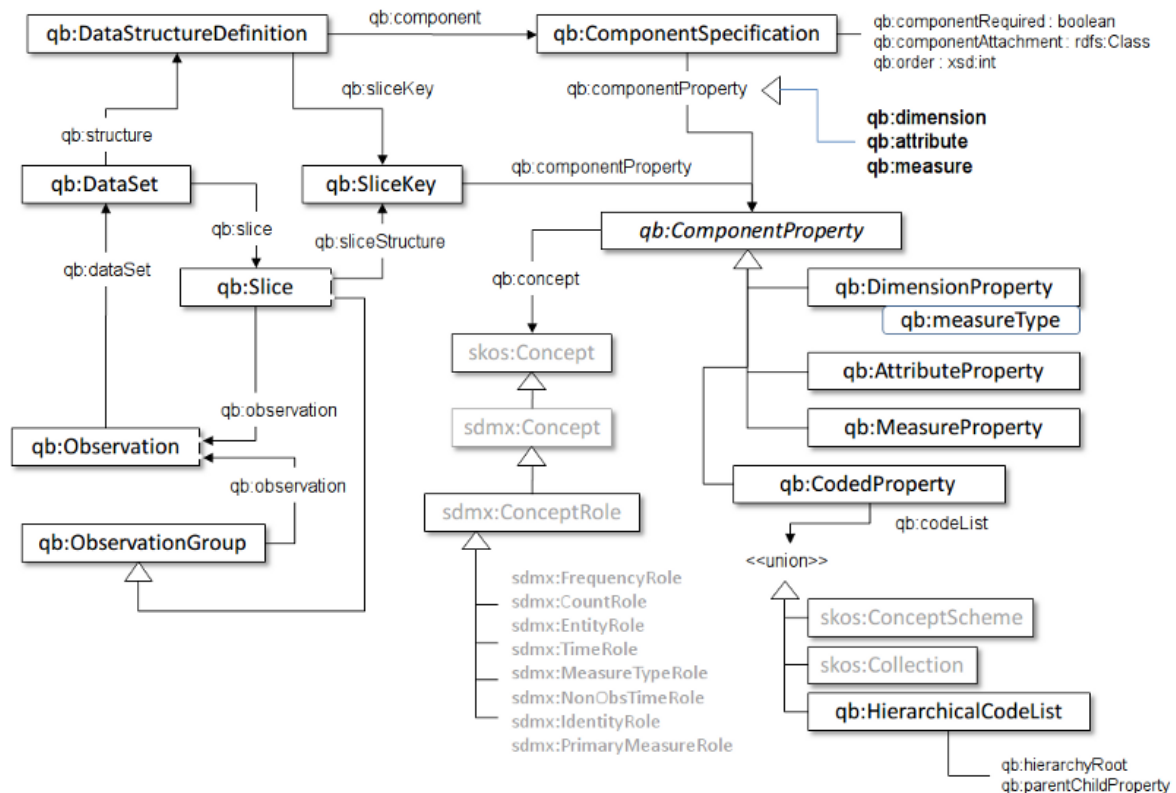 qb:DataStructureDefinition
qb:component
qb:ComponentSpecification
qb:componentRequired : boolean
qb:componentAttachment : rdfs:Class
qb:order : xsd:int
qb:sliceKey
qb:componentProperty
qb:dimension
qb:attribute
qb:measure
qb:structure
qb:DataSet
qb:SliceKey
qb:componentProperty
qb:slice
qb:sliceStructure
qb:ComponentProperty
qb:dataSet
qb:Slice
qb:concept
qb:DimensionProperty
qb:measureType
skos:Concept
qb:AttributeProperty
qb:observation
sdmx:Concept
qb:MeasureProperty
qb:Observation
qb:observation
qb:CodedProperty
sdmx:ConceptRole
qb:codeList
qb:ObservationGroup
<<union>>
sdmx:FrequencyRole
sdmx:CountRole
sdmx:EntityRole
sdmx:TimeRole
sdmx:MeasureTypeRole
sdmx:NonObsTimeRole
sdmx:IdentityRole
sdmx:PrimaryMeasureRole
skos:ConceptScheme
skos:Collection
qb:HierarchicalCodeList
qb:hierarchyRoot
qb:parentChildProperty